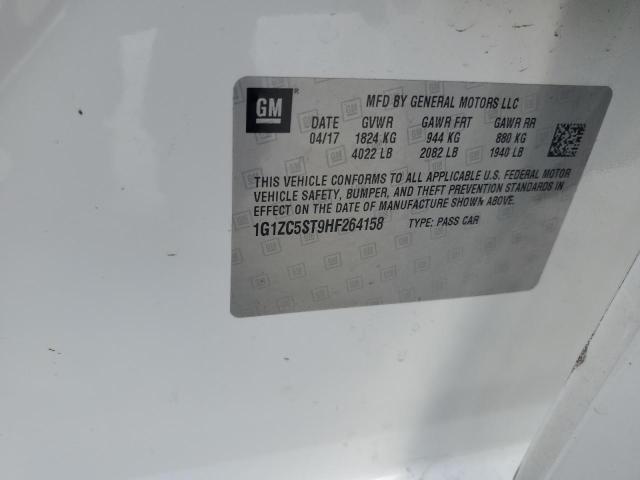 GM ® MFD BY GENERAL MOTORS LLC
DATE GVWR GAWR FRT GAWR RR
04/17 1824 KG 944 KG 880 KG
4022 LB 2082 LB 1940 LB
THIS VEHICLE CONFORMS TO ALL APPLICABLE U.S. FEDERAL MOTOR
VEHICLE SAFETY, BUMPER, AND THEFT PREVENTION STANDARDS IN
EFFECT ON THE DATE OF MANUFACTURE SHOWN ABOVE.
1G1ZC5ST9HF264158 TYPE: PASS CAR